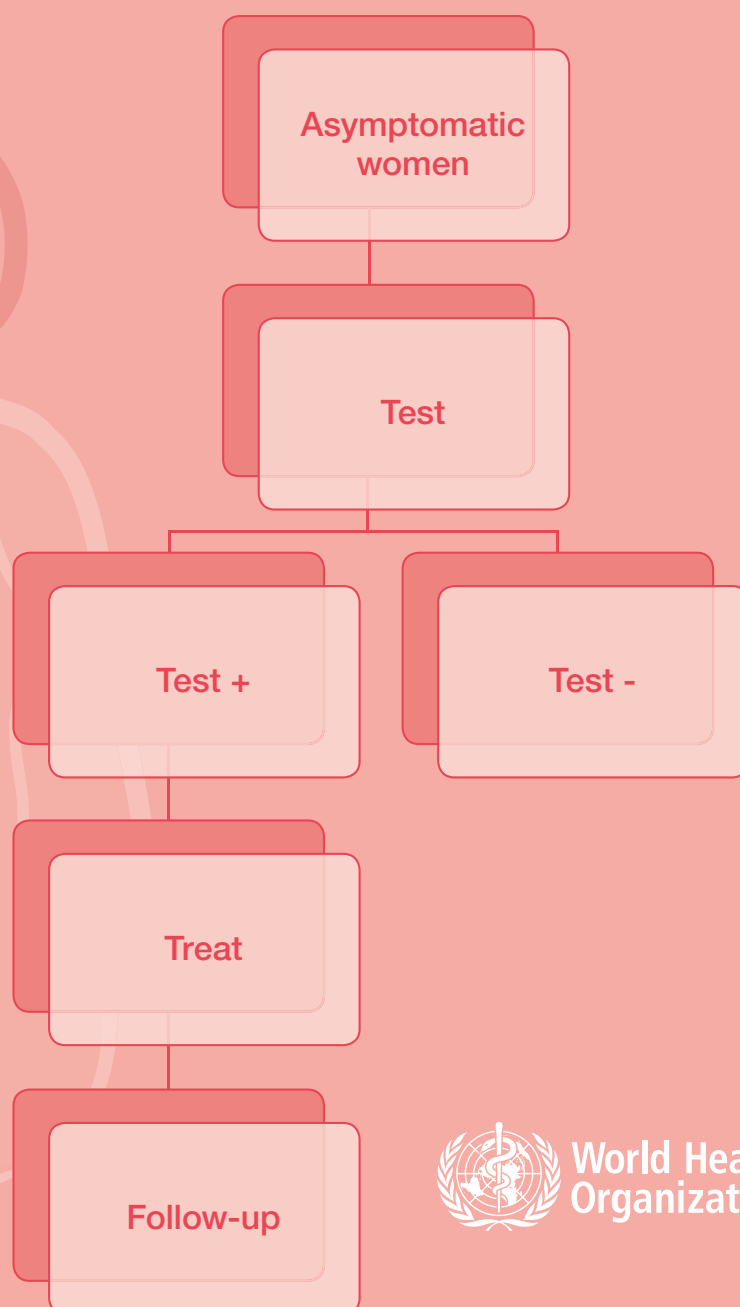 Asymptomatic
women
Test
Test +
Test -
Treat
Follow-up
World Hea
Organizat